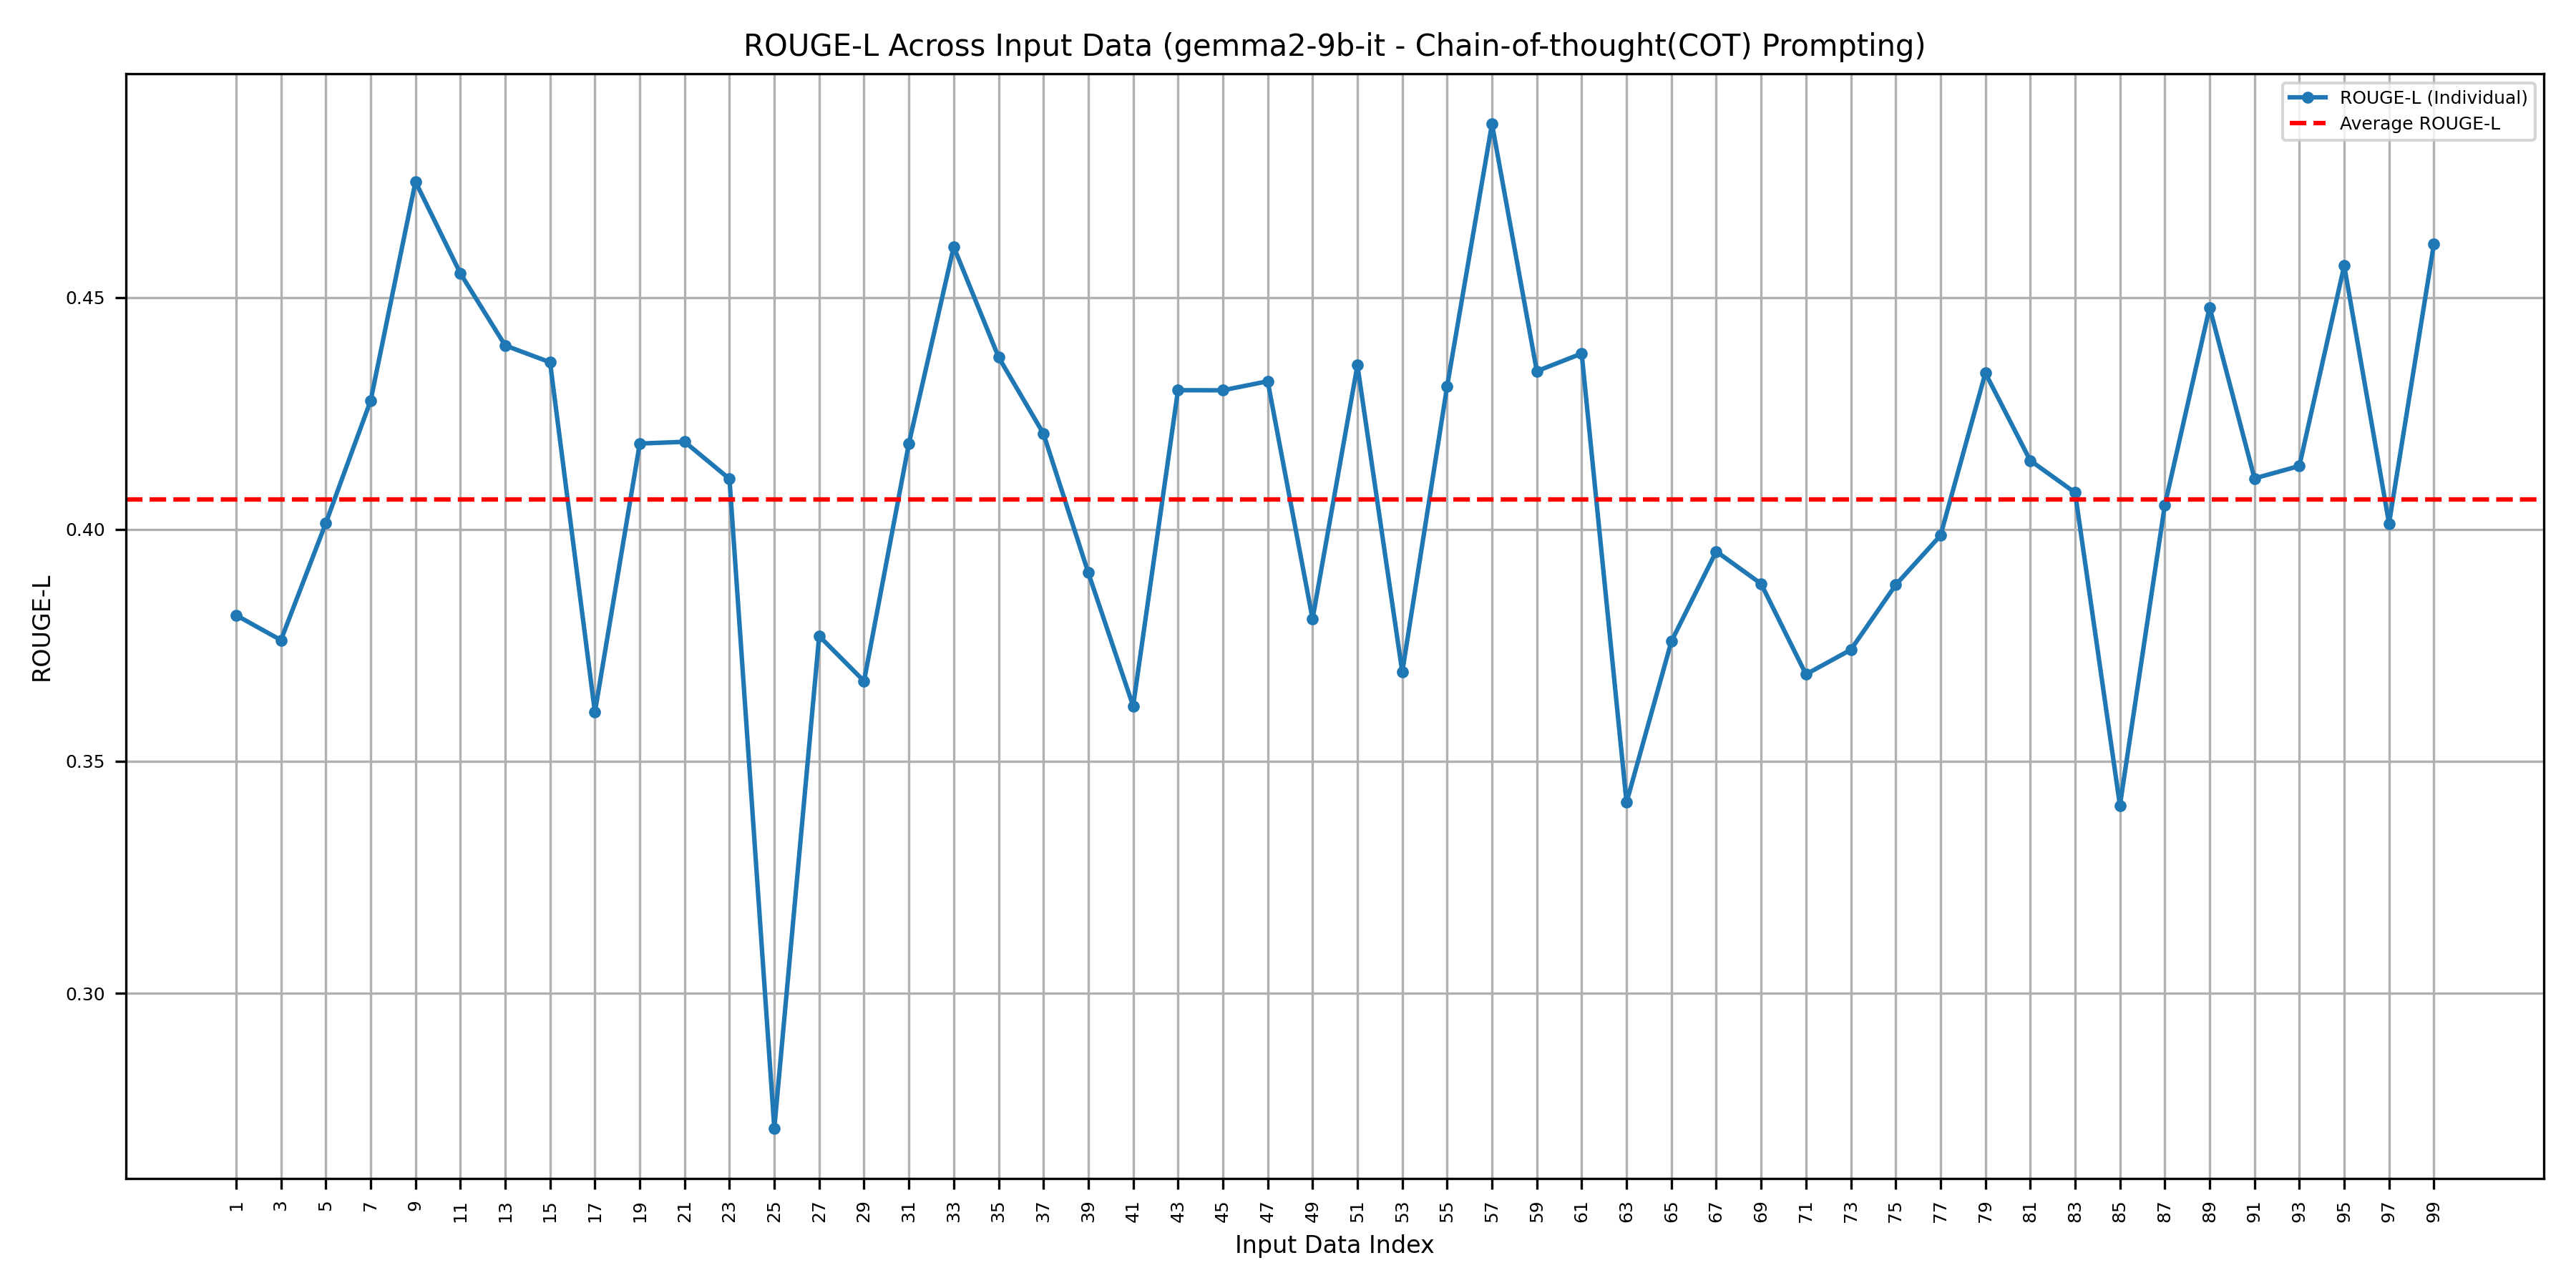 ROUGE-L Across Input Data (gemma2-9b-it - Chain-of-thought(COT) Prompting)
ROUGE-L (Individual)
Average ROUGE-L
ROUGE-L
0.45
0.40
0.35
0.30
1 3 5 7 9 11 13 15 17 19 21 23 25 27 29 31 33 35 37 39 41 43 45 47 49 51 53 55 57 59 61 63 65 67 69 71 73 75 77 79 81 83 85 87 89 91 93 95 97 99
Input Data Index